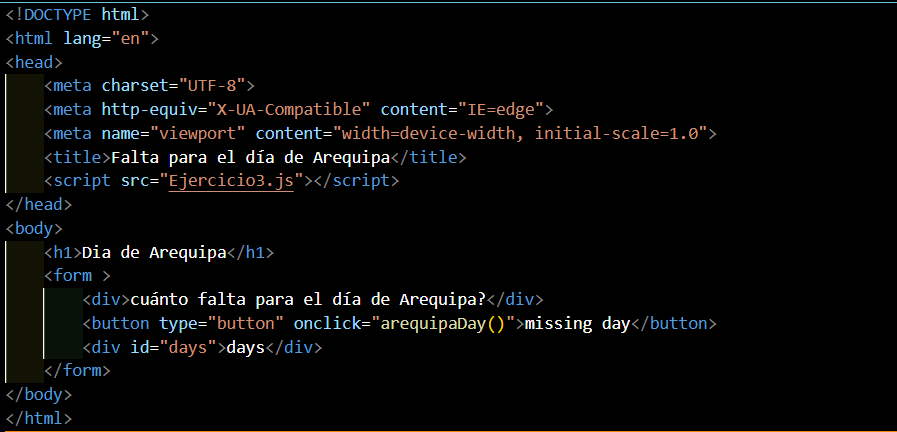 <!DOCTYPE html>
<html lang="en">
<head>
    <meta charset="UTF-8">
    <meta http-equiv="X-UA-Compatible" content="IE=edge">
    <meta name="viewport" content="width=device-width, initial-scale=1.0">
    <title>Falta para el día de Arequipa</title>
    <script src="Ejercicio3.js"></script>
</head>
<body>
    <h1>Dia de Arequipa</h1>
    <form >
        <div>cuánto falta para el día de Arequipa?</div>
        <button type="button" onclick="arequipaDay()">missing day</button>
        <div id="days">days</div>
    </form>
</body>
</html>